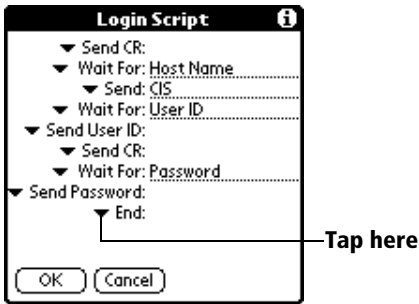 Login Script
Send CR:
Wait For: Host Name
Send: CIS
Wait For: User ID
Send User ID:
Send CR:
Wait For: Password
Send Password:
End:
Tap here
OK Cancel